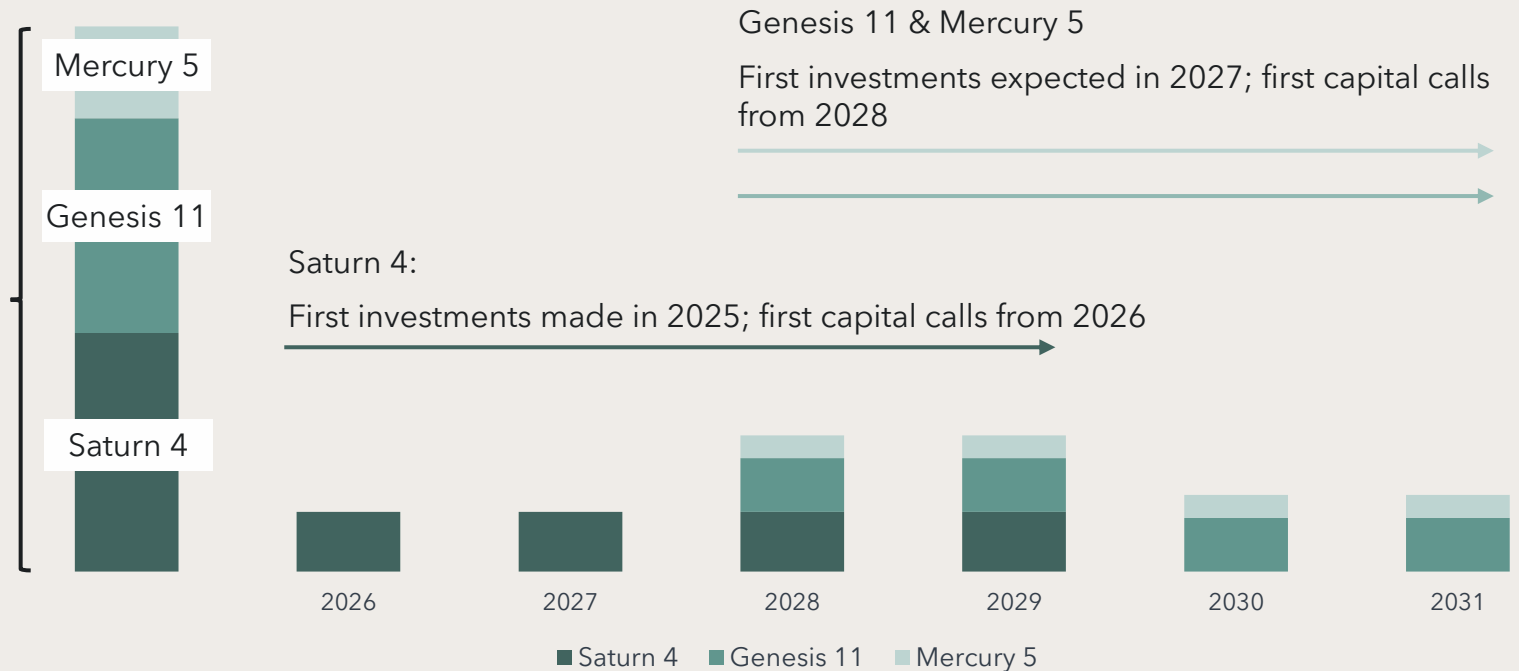 Genesis 11 & Mercury 5
First investments expected in 2027; first capital calls
from 2028
Mercury 5
Genesis 11
Saturn 4
Saturn 4:
First investments made in 2025; first capital calls from 2026
2026
2027
2028
2029
2030
2031
Saturn 4
Genesis 11
Mercury 5